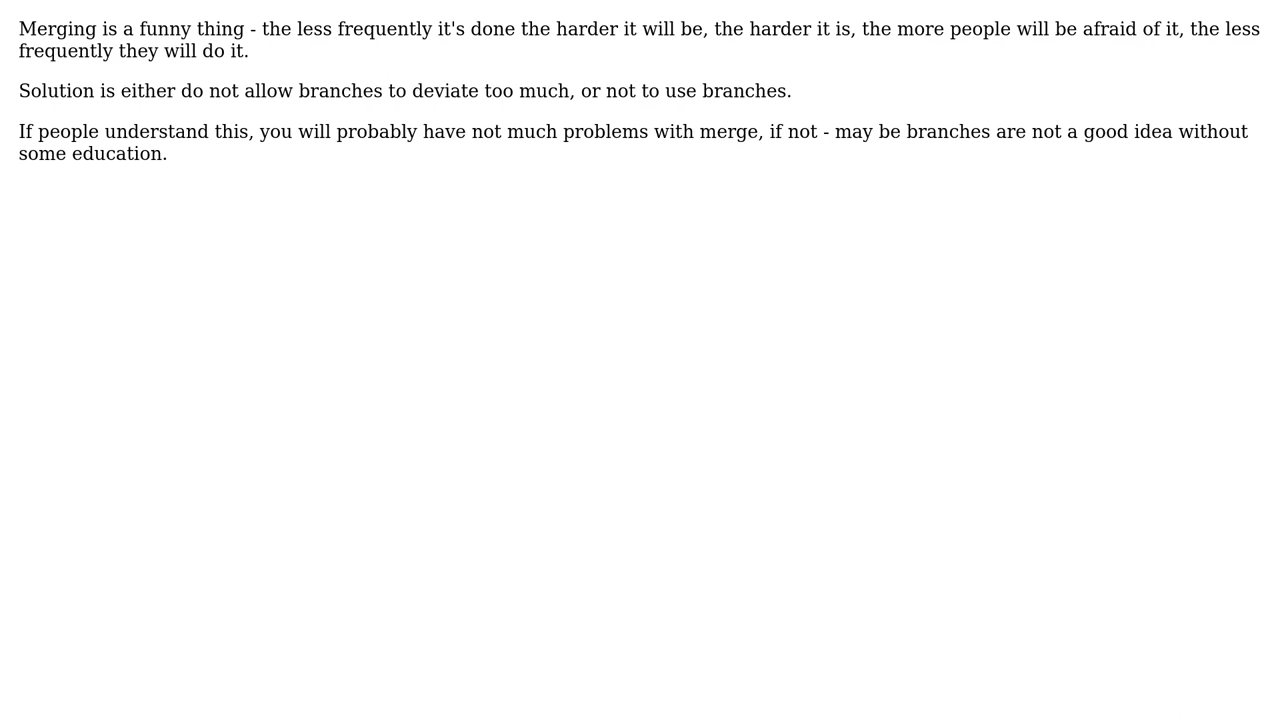 Merging is a funny thing - the less frequently it's done the harder it will be, the harder it is, the more people will be afraid of it, the less
frequently they will do it.
Solution is either do not allow branches to deviate too much, or not to use branches.
If people understand this, you will probably have not much problems with merge, if not - may be branches are not a good idea without
some education.